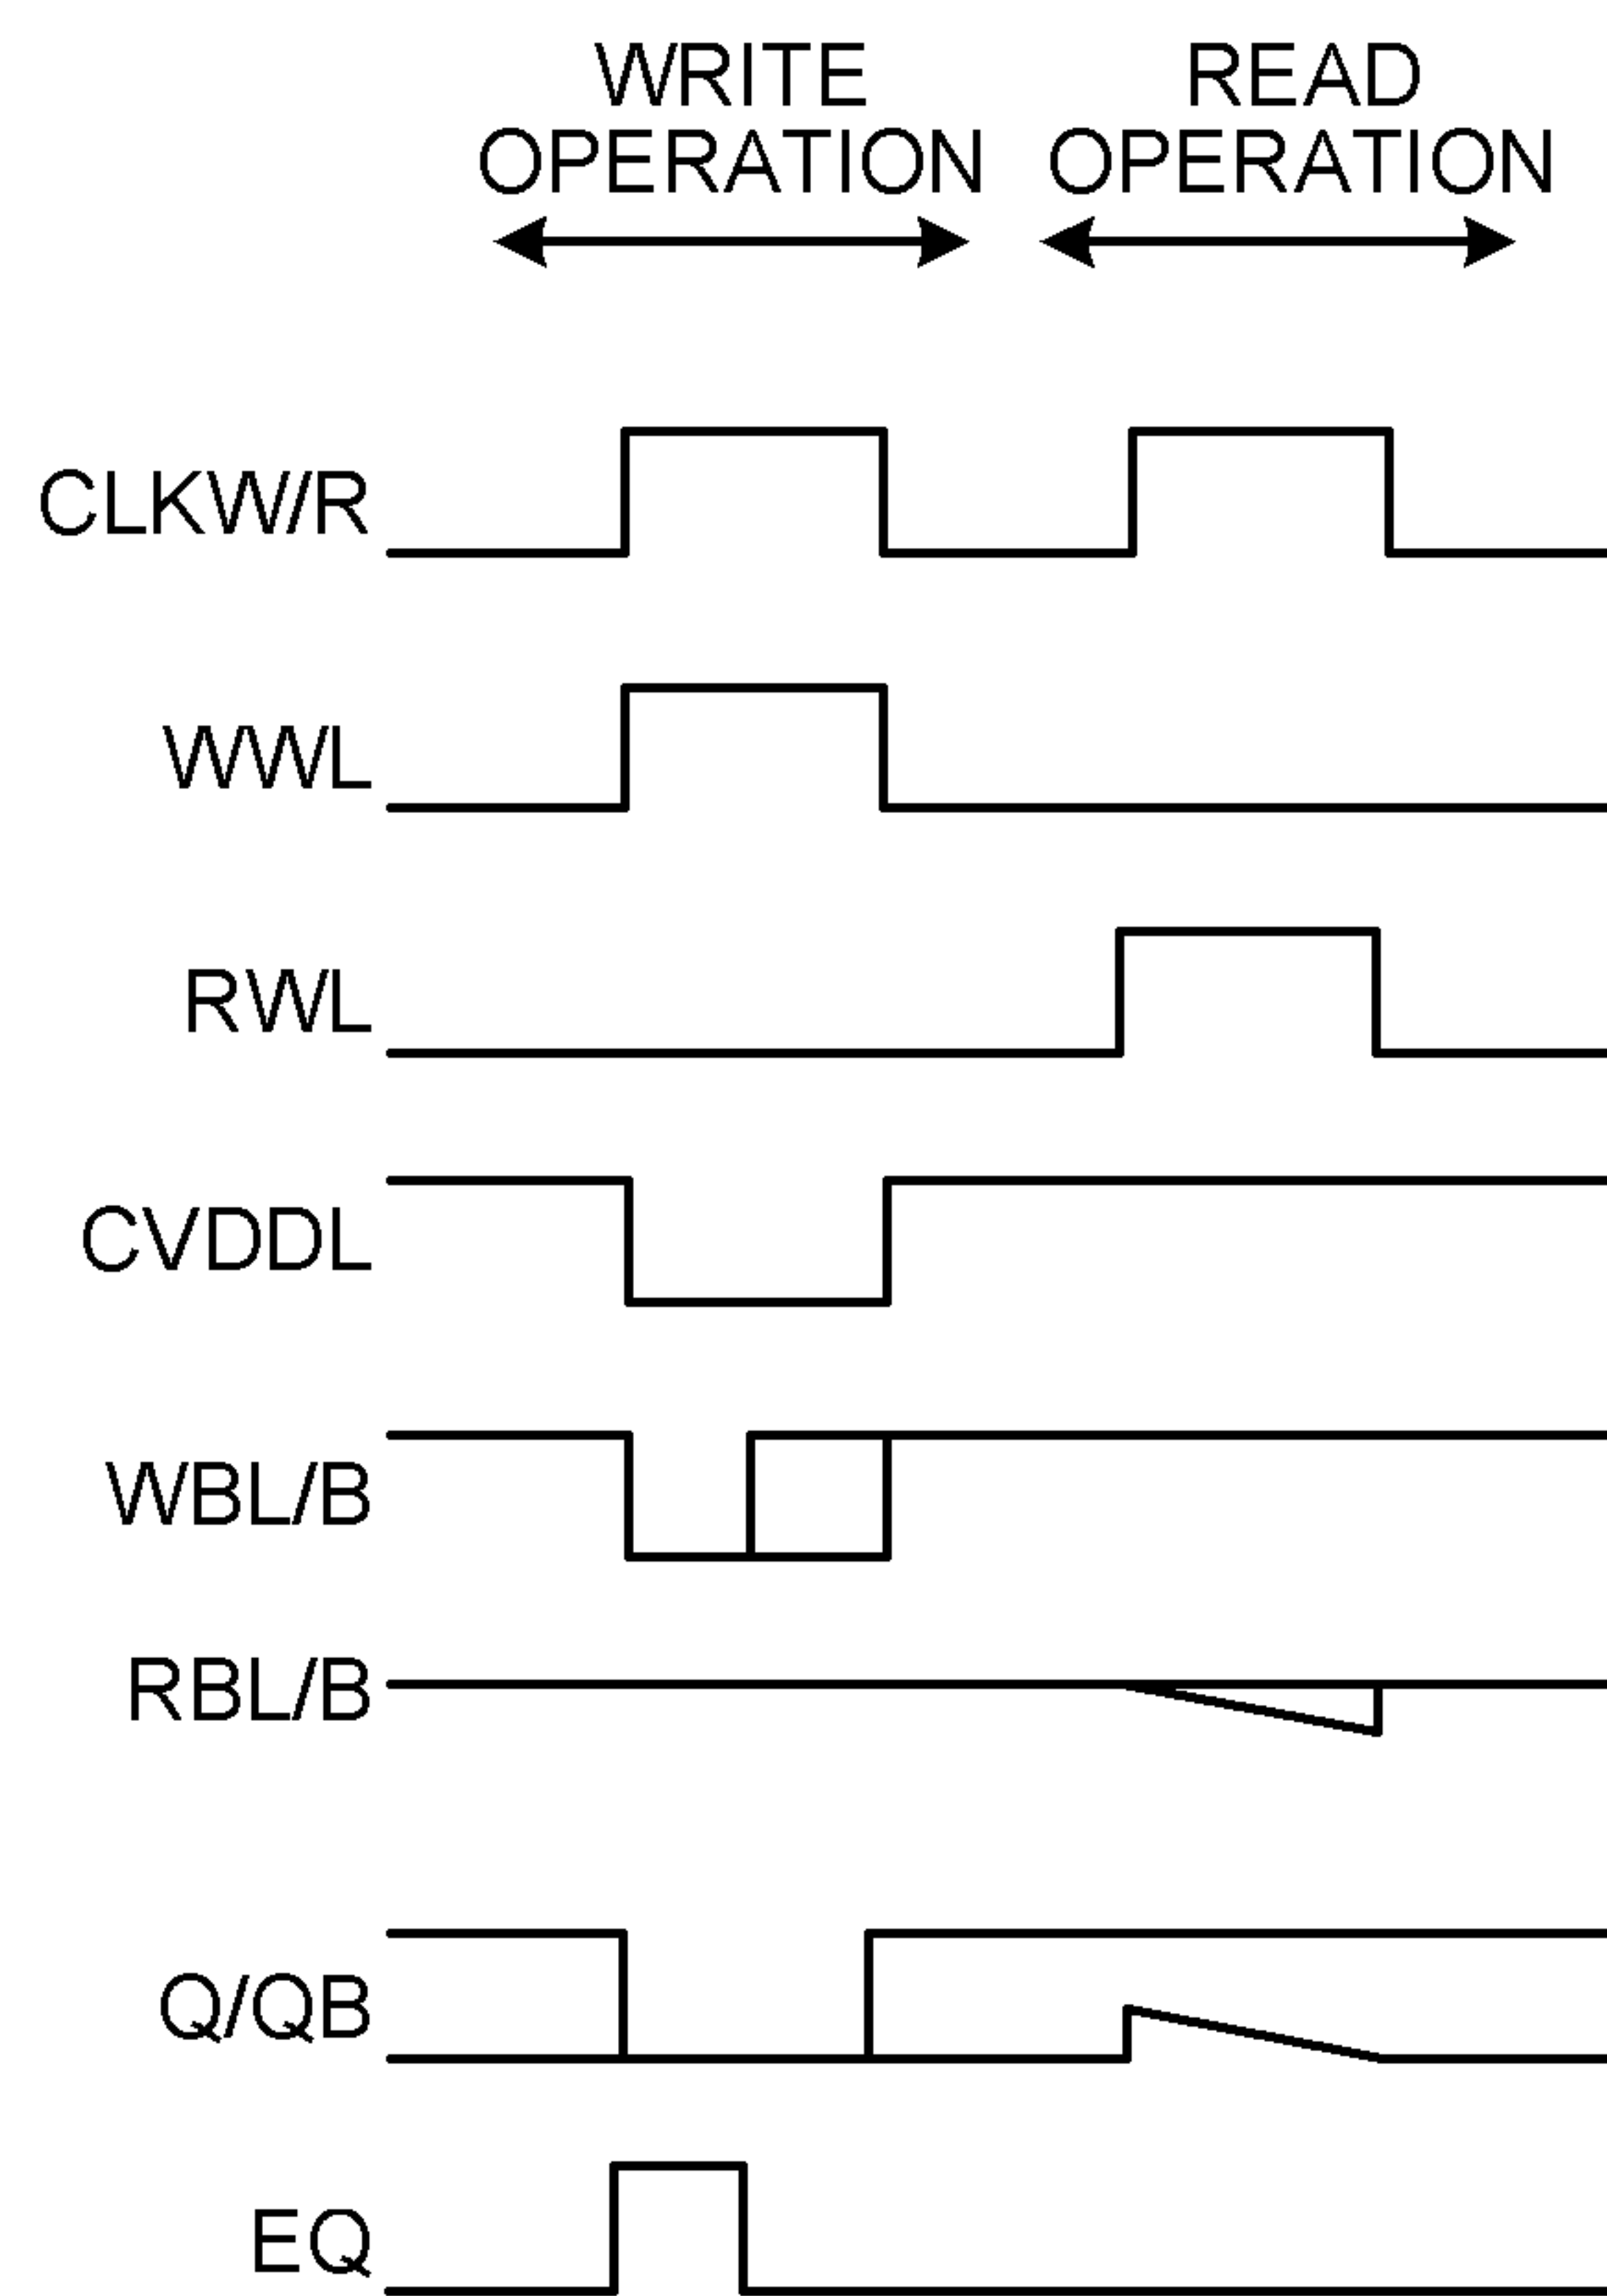 WRITE
OPERATION
READ
OPERATION
CLKW/R
WWL
RWL
CVDDL
WBL/B
RBL/B
Q/QB
EQ